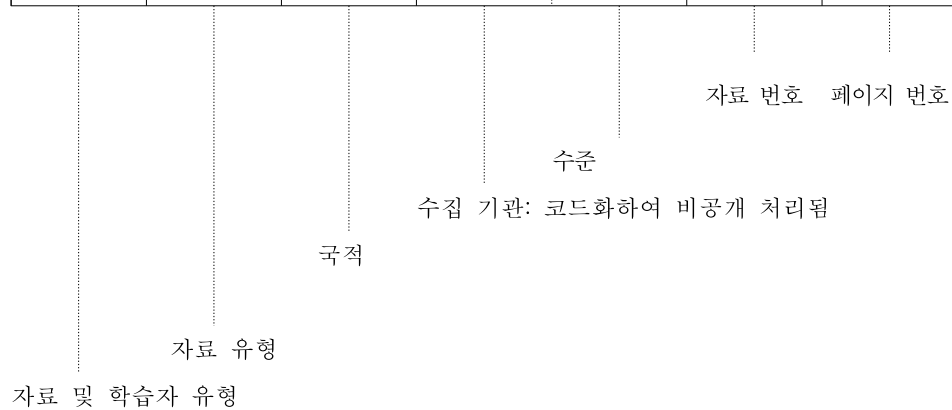 자료 번호 페이지 번호
수준
수집 기관: 코드화하여 비공개 처리됨
국적
자료 유형
자료 및 학습자 유형